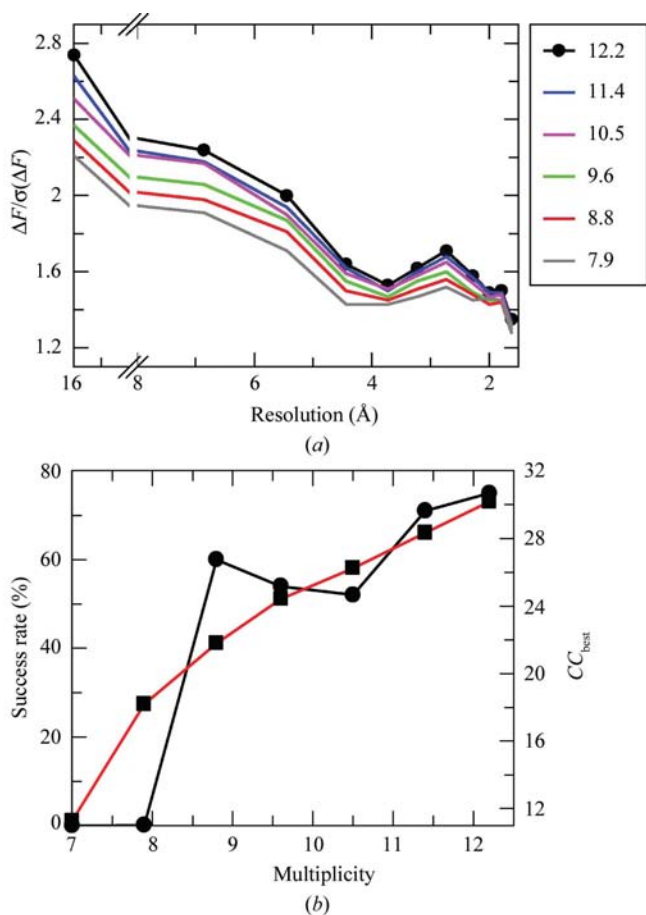 2.8
2.4
2
1.6
1.2
ΔF/σ(ΔF)
16 8 6 4 2
Resolution (Å)
12.2
11.4
10.5
9.6
8.8
7.9
(a)
80
60
40
20
0
Success rate (%)
32
28
24
20
16
12
CC_best
7 8 9 10 11 12
Multiplicity
(b)